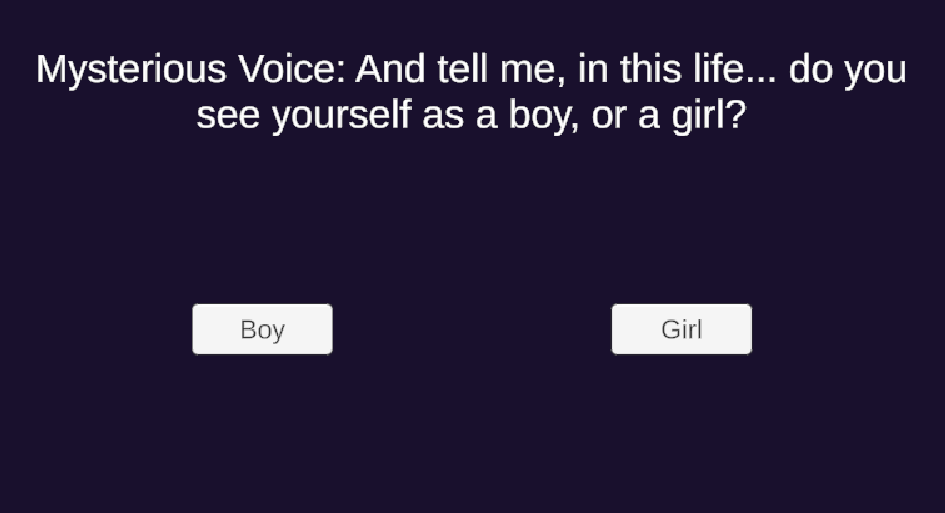 Mysterious Voice: And tell me, in this life... do you
see yourself as a boy, or a girl?
Boy
Girl